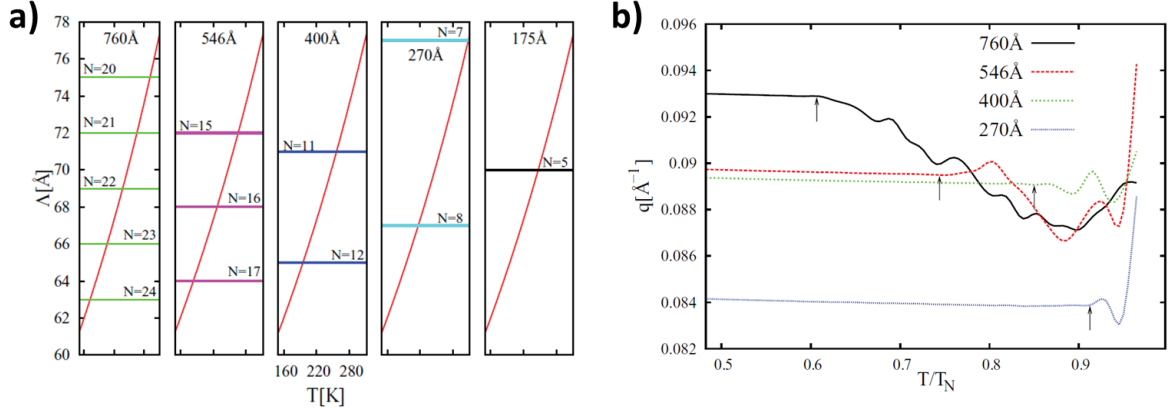 a)
78
76
74
72
70
68
66
64
62
60
Λ[Å]
760Å
N=20
N=21
N=22
N=23
N=24
546Å
N=15
N=16
N=17
400Å
N=11
N=12
N=7
270Å
N=8
175Å
N=5
160 220 280
T[K]
b)
0.096
0.094
0.092
0.09
0.088
0.086
0.084
0.082
q[Å⁻¹]
760Å
546Å
400Å
270Å
0.5 0.6 0.7 0.8 0.9
T/T_N